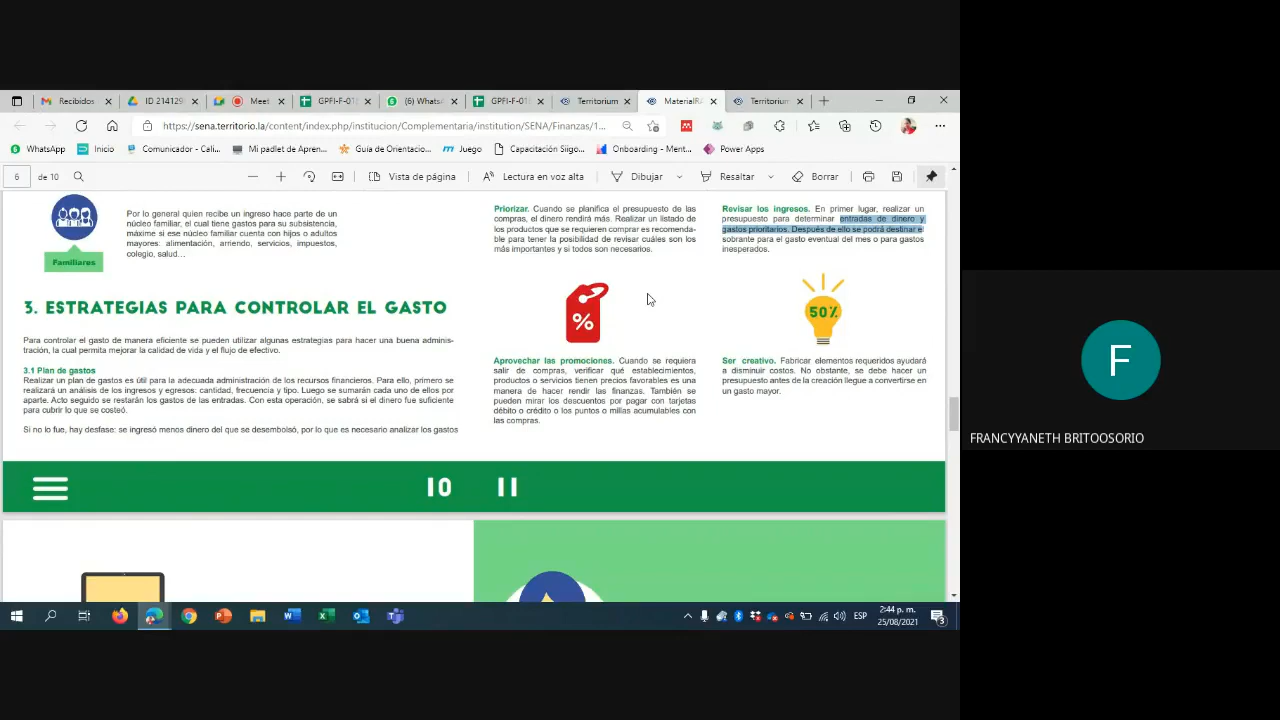 Recibidos
ID 214129
Meet
GPFI-F-01
(6) Whats
GPFI-F-01
Territorium
MaterialRA
Territorium
https://sena.territorio.la/content/index.php/institucion/Complementaria/institution/SENA/Finanzas/1...
WhatsApp
Inicio
Comunicador - Cali...
Mi padlet de Apren...
Guía de Orientacio...
Juego
Capacitación Siigo...
Onboarding - Ment...
Power Apps
6 de 10
Vista de página
Lectura en voz alta
Dibujar
Resaltar
Borrar
Por lo general quien recibe un ingreso hace parte de un
núcleo familiar, el cual tiene gastos para su subsistencia,
máxime si ese núcleo familiar cuenta con hijos o adultos
mayores: alimentación, arriendo, servicios, impuestos,
colegio, salud...
Familiares
3. ESTRATEGIAS PARA CONTROLAR EL GASTO
Para controlar el gasto de manera eficiente se pueden utilizar algunas estrategias para hacer una buena adminis-
tración, la cual permita mejorar la calidad de vida y el flujo de efectivo.
3.1 Plan de gastos
Realizar un plan de gastos es útil para la adecuada administración de los recursos financieros. Para ello, primero se
realizará un análisis de los ingresos y egresos: cantidad, frecuencia y tipo. Luego se sumarán cada uno de ellos por
aparte. Acto seguido se restarán los gastos de las entradas. Con esta operación, se sabrá si el dinero fue suficiente
para cubrir lo que se costeó.
Si no lo fue, hay desfase: se ingresó menos dinero del que se desembolsó, por lo que es necesario analizar los gastos
10
Priorizar. Cuando se planifica el presupuesto de las
compras, el dinero rendirá más. Realizar un listado de
los productos que se requieren comprar es recomenda-
ble para tener la posibilidad de revisar cuáles son los
más importantes y si todos son necesarios.
Revisar los ingresos. En primer lugar, realizar un
presupuesto para determinar entradas de dinero y
gastos prioritarios. Después de ello se podrá destinar e
sobrante para el gasto eventual del mes o para gastos
inesperados.
%
50%
Aprovechar las promociones. Cuando se requiera
salir de compras, verificar qué establecimientos,
productos o servicios tienen precios favorables es una
manera de hacer rendir las finanzas. También se
pueden mirar los descuentos por pagar con tarjetas
débito o crédito o los puntos o millas acumulables con
las compras.
Ser creativo. Fabricar elementos requeridos ayudará
a disminuir costos. No obstante, se debe hacer un
presupuesto antes de la creación llegue a convertirse en
un gasto mayor.
11
F
FRANCYYANETH BRITOOSORIO
ESP
2:44 p. m.
25/08/2021
3